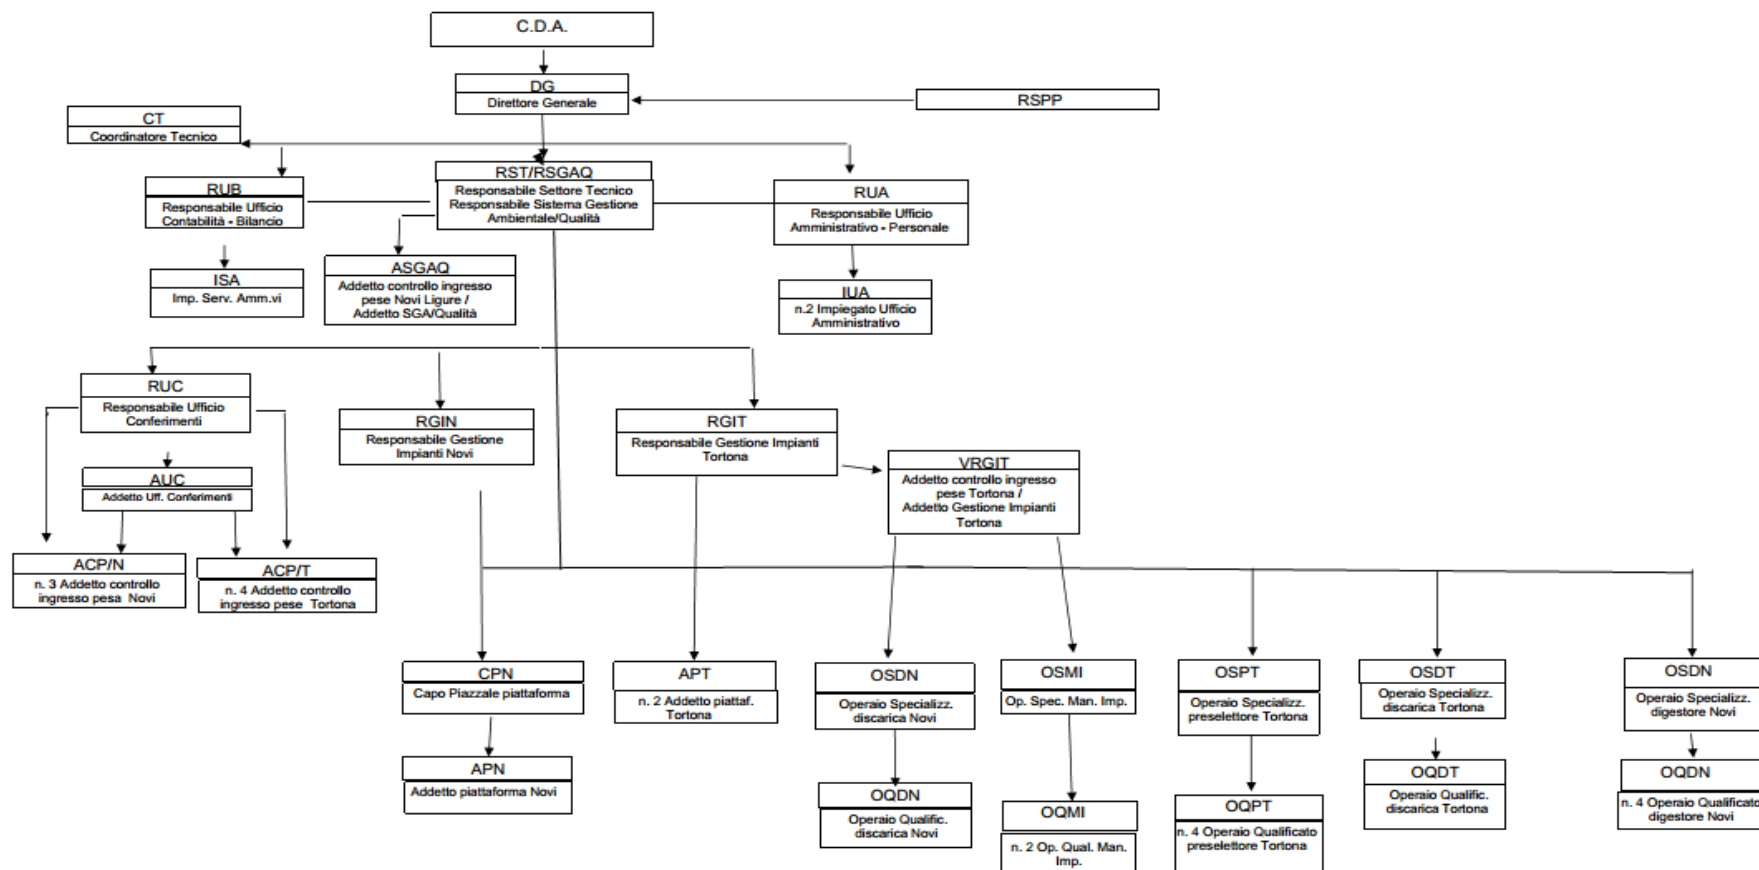 C.D.A.
DG
Direttore Generale
RSPP
CT
Coordinatore Tecnico
RUB
Responsabile Ufficio
Contabilità - Bilancio
RST/RSGAQ
Responsabile Settore Tecnico
Responsabile Sistema Gestione
Ambientale/Qualità
RUA
Responsabile Ufficio
Amministrativo - Personale
ISA
Imp. Serv. Amm.vi
ASGAQ
Addetto controllo ingresso
pese Novi Ligure /
Addetto SGA/Qualità
IUA
n.2 Impiegato Ufficio
Amministrativo
RUC
Responsabile Ufficio
Conferimenti
RGIN
Responsabile Gestione
Impianti Novi
RGIT
Responsabile Gestione Impianti
Tortona
VRGIT
Addetto controllo ingresso
pese Tortona /
Addetto Gestione Impianti
Tortona
AUC
Addetto Uff. Conferimenti
ACP/N
n. 3 Addetto controllo
ingresso pesa Novi
ACP/T
n. 4 Addetto controllo
ingresso pese Tortona
CPN
Capo Piazzale piattaforma
APT
n. 2 Addetto piattaf.
Tortona
OSDN
Operaio Specializz.
discarica Novi
OSMI
Op. Spec. Man. Imp.
OSPT
Operaio Specializz.
preselettore Tortona
OSDT
Operaio Specializz.
discarica Tortona
OSDN
Operaio Specializz.
digestore Novi
APN
Addetto piattaforma Novi
OQDN
Operaio Qualific.
discarica Novi
OQMI
n. 2 Op. Qual. Man.
Imp.
OQPT
n. 4 Operaio Qualificato
preselettore Tortona
OQDT
Operaio Qualific.
discarica Tortona
OQDN
n. 4 Operaio Qualificato
digestore Novi